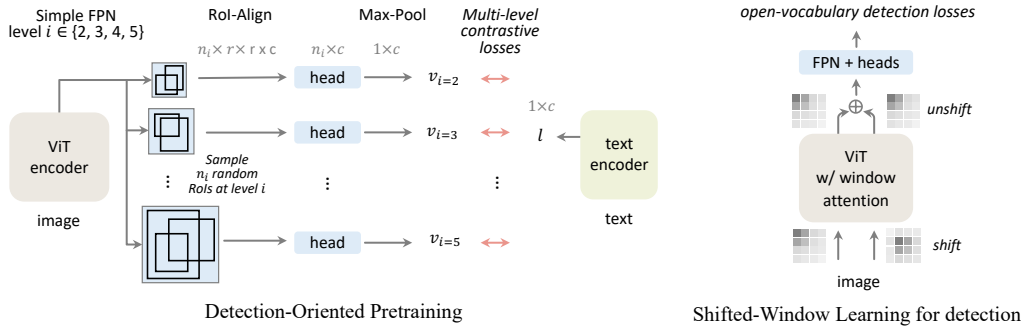 Simple FPN
level i ∈ {2, 3, 4, 5}
RoI-Align
Max-Pool
Multi-level
contrastive
losses
n_i × r × r x c
n_i×c
1×c
head
v_{i=2}
head
v_{i=3}
ViT
encoder
image
Sample
n_i random
RoIs at level i
⋮
⋮
⋮
head
v_{i=5}
1×c
l
text
encoder
text
Detection-Oriented Pretraining
open-vocabulary detection losses
FPN + heads
⊕
unshift
ViT
w/ window
attention
shift
image
Shifted-Window Learning for detection